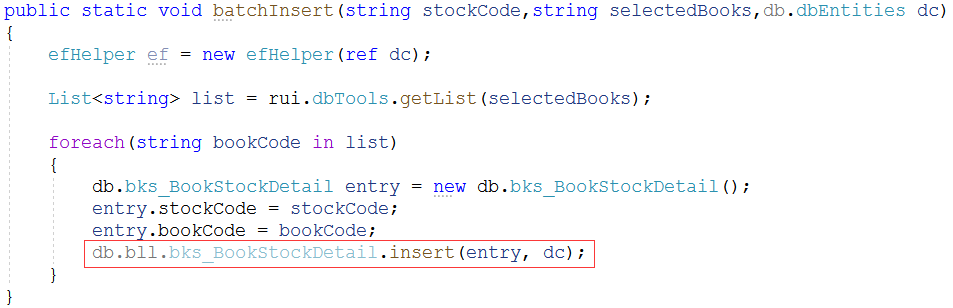 public static void batchInsert(string stockCode,string selectedBooks,db.dbEntities dc)
{
efHelper ef = new efHelper(ref dc);
List<string> list = rui.dbTools.getList(selectedBooks);
foreach(string bookCode in list)
{
db.bks_BookStockDetail entry = new db.bks_BookStockDetail();
entry.stockCode = stockCode;
entry.bookCode = bookCode;
db.bll.bks_BookStockDetail.insert(entry, dc);
}
}